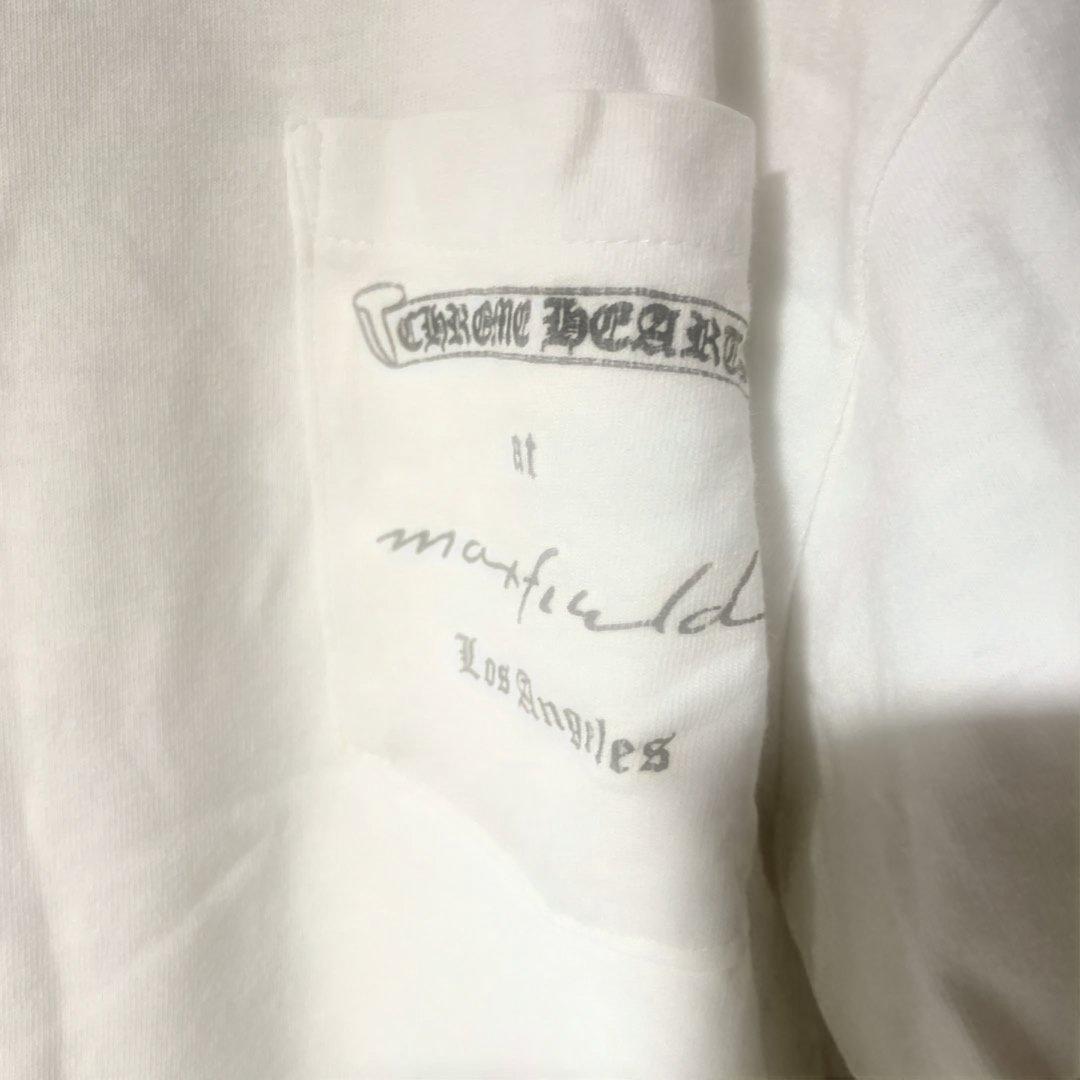 CHROME HEARTS
at
maxfield
Los Angeles